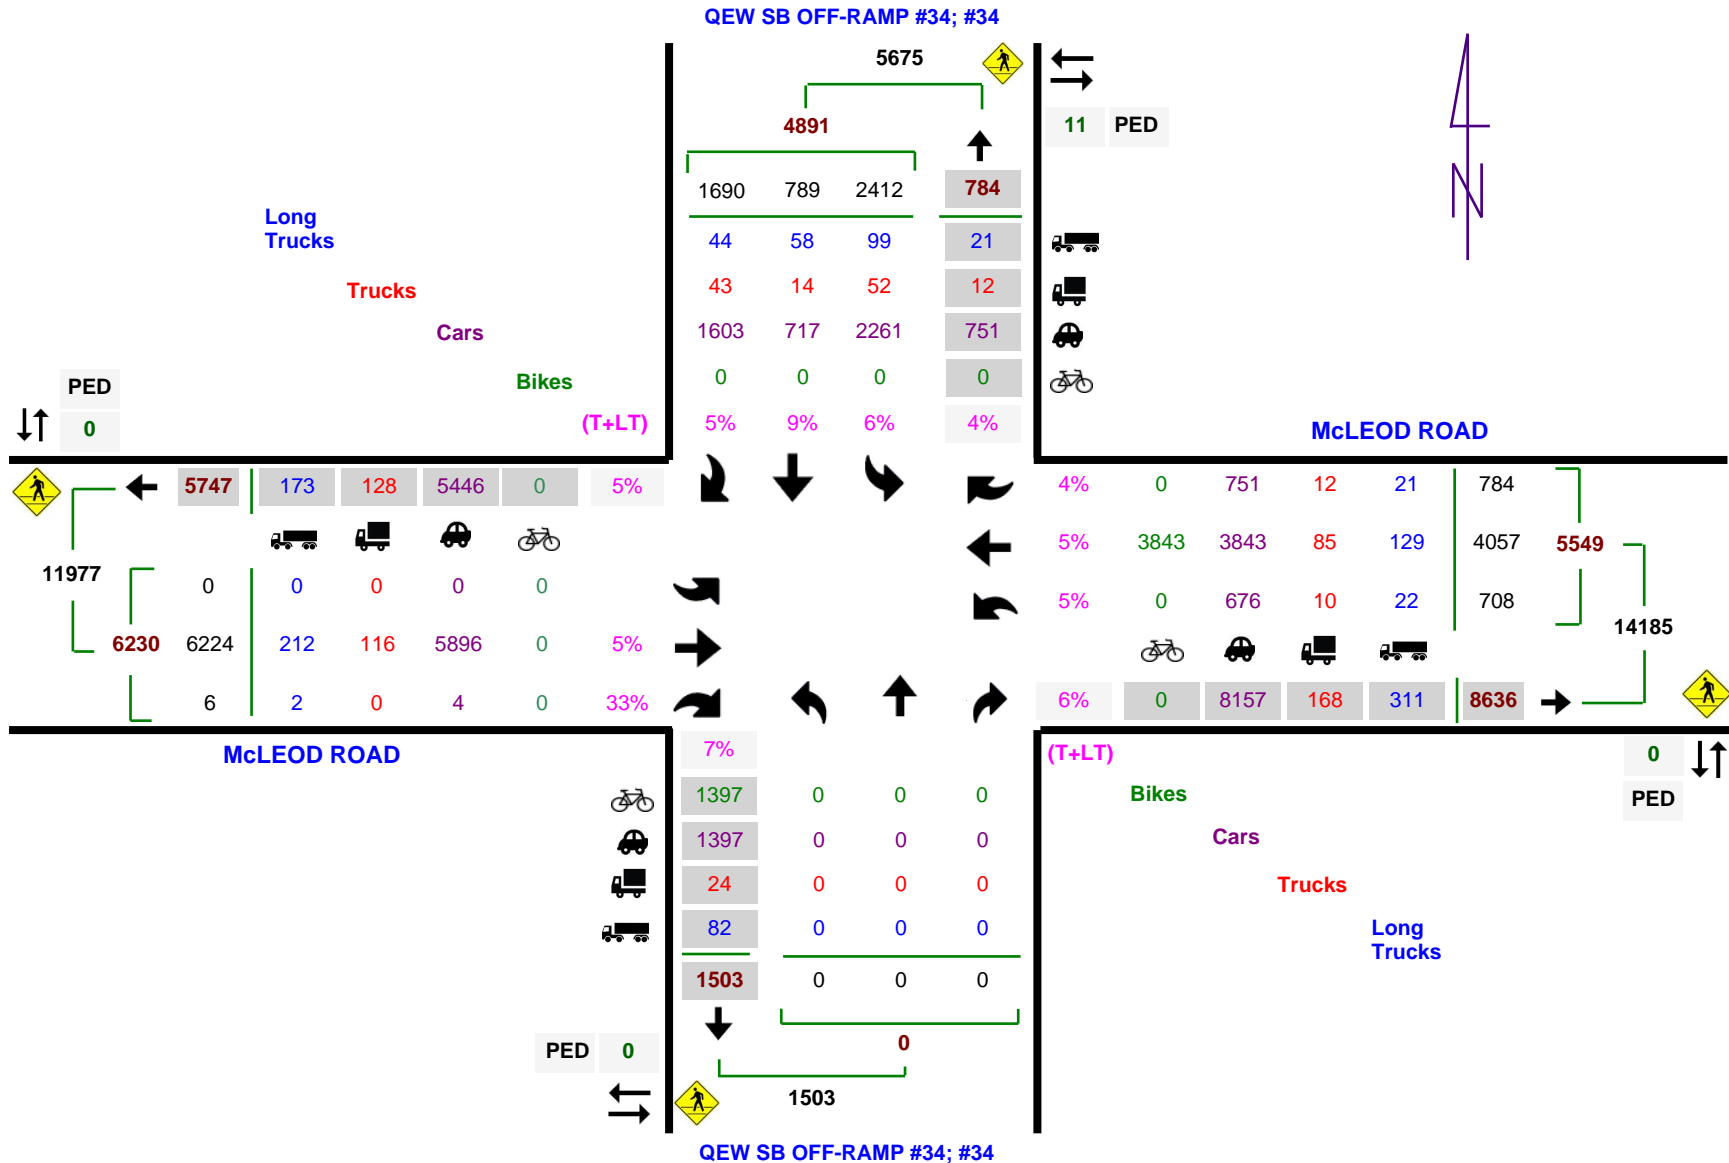 QEW SB OFF-RAMP #34; #34
5675
4891
11 PED
1690 789 2412 784
Long
Trucks
44 58 99 21
Trucks
43 14 52 12
Cars
1603 717 2261 751
PED
Bikes
0 0 0 0
0
(T+LT)
5% 9% 6% 4%
McLEOD ROAD
5747 173 128 5446 0 5%
4% 0 751 12 21 784
5% 3843 3843 85 129 4057 5549
11977
0 0 0 0 0
5% 0 676 10 22 708
14185
6230 6224 212 116 5896 0 5%
6 2 0 4 0 33%
6% 0 8157 168 311 8636
McLEOD ROAD
7%
(T+LT)
0
1397 0 0 0
Bikes
PED
1397 0 0 0
Cars
24 0 0 0
Trucks
82 0 0 0
Long
Trucks
1503 0 0 0
PED 0
0
1503
QEW SB OFF-RAMP #34; #34
N